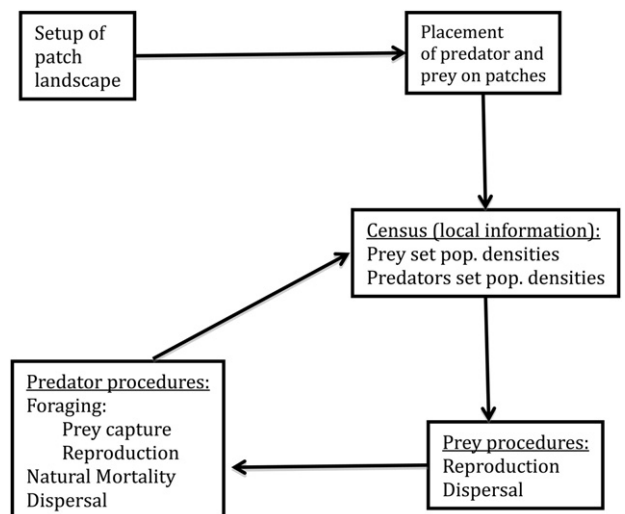 Setup of
patch
landscape
Placement
of predator and
prey on patches
Census (local information):
Prey set pop. densities
Predators set pop. densities
Prey procedures:
Reproduction
Dispersal
Predator procedures:
Foraging:
Prey capture
Reproduction
Natural Mortality
Dispersal